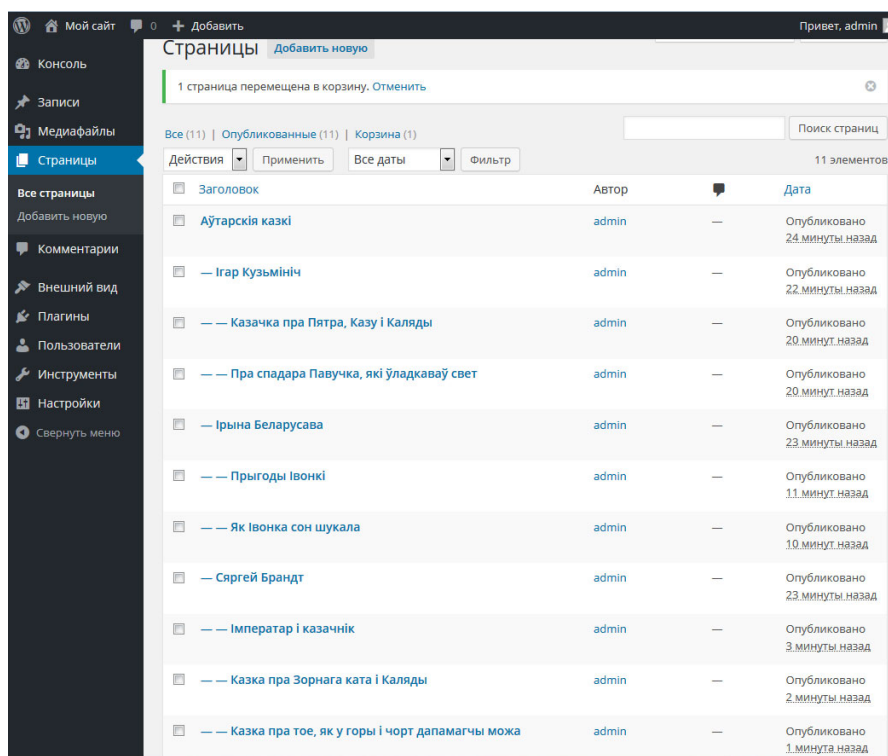 Мой сайт 0 + Добавить Привет, admin
Консоль
Записи
Медиафайлы
Страницы
Все страницы
Добавить новую
Комментарии
Внешний вид
Плагины
Пользователи
Инструменты
Настройки
Свернуть меню
Страницы Добавить новую
1 страница перемещена в корзину. Отменить
Все (11) | Опубликованные (11) | Корзина (1) Поиск страниц
Действия Применить Все даты Фильтр 11 элементов
Заголовок Автор Дата
Аўтарскія казкі admin — Опубликовано
24 минуты назад
— Ігар Кузьмініч admin — Опубликовано
22 минуты назад
— — Казачка пра Пятра, Казу і Каляды admin — Опубликовано
20 минут назад
— — Пра спадара Павучка, які ўладкаваў свет admin — Опубликовано
20 минут назад
— Ірына Беларусава admin — Опубликовано
23 минуты назад
— — Прыгоды Івонкі admin — Опубликовано
11 минут назад
— — Як Івонка сон шукала admin — Опубликовано
10 минут назад
— Сяргей Брандт admin — Опубликовано
23 минуты назад
— — Імператар і казачнік admin — Опубликовано
3 минуты назад
— — Казка пра Зорнага ката і Каляды admin — Опубликовано
2 минуты назад
— — Казка пра тое, як у горы і чорт дапамагчы можа admin — Опубликовано
1 минута назад